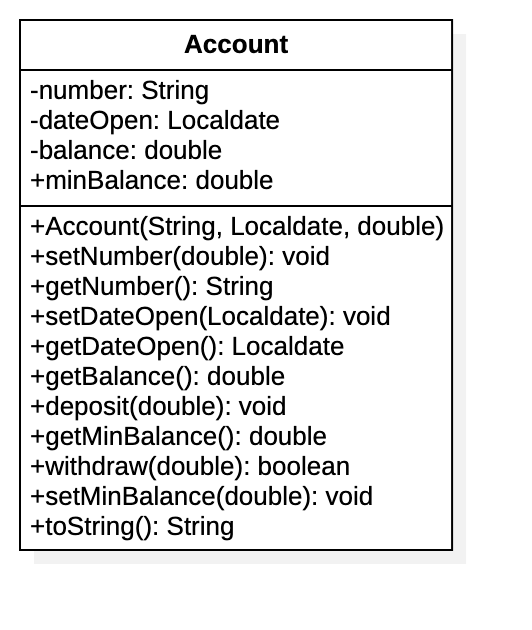 Account
-number: String
-dateOpen: Localdate
-balance: double
+minBalance: double
+Account(String, Localdate, double)
+setNumber(double): void
+getNumber(): String
+setDateOpen(Localdate): void
+getDateOpen(): Localdate
+getBalance(): double
+deposit(double): void
+getMinBalance(): double
+withdraw(double): boolean
+setMinBalance(double): void
+toString(): String